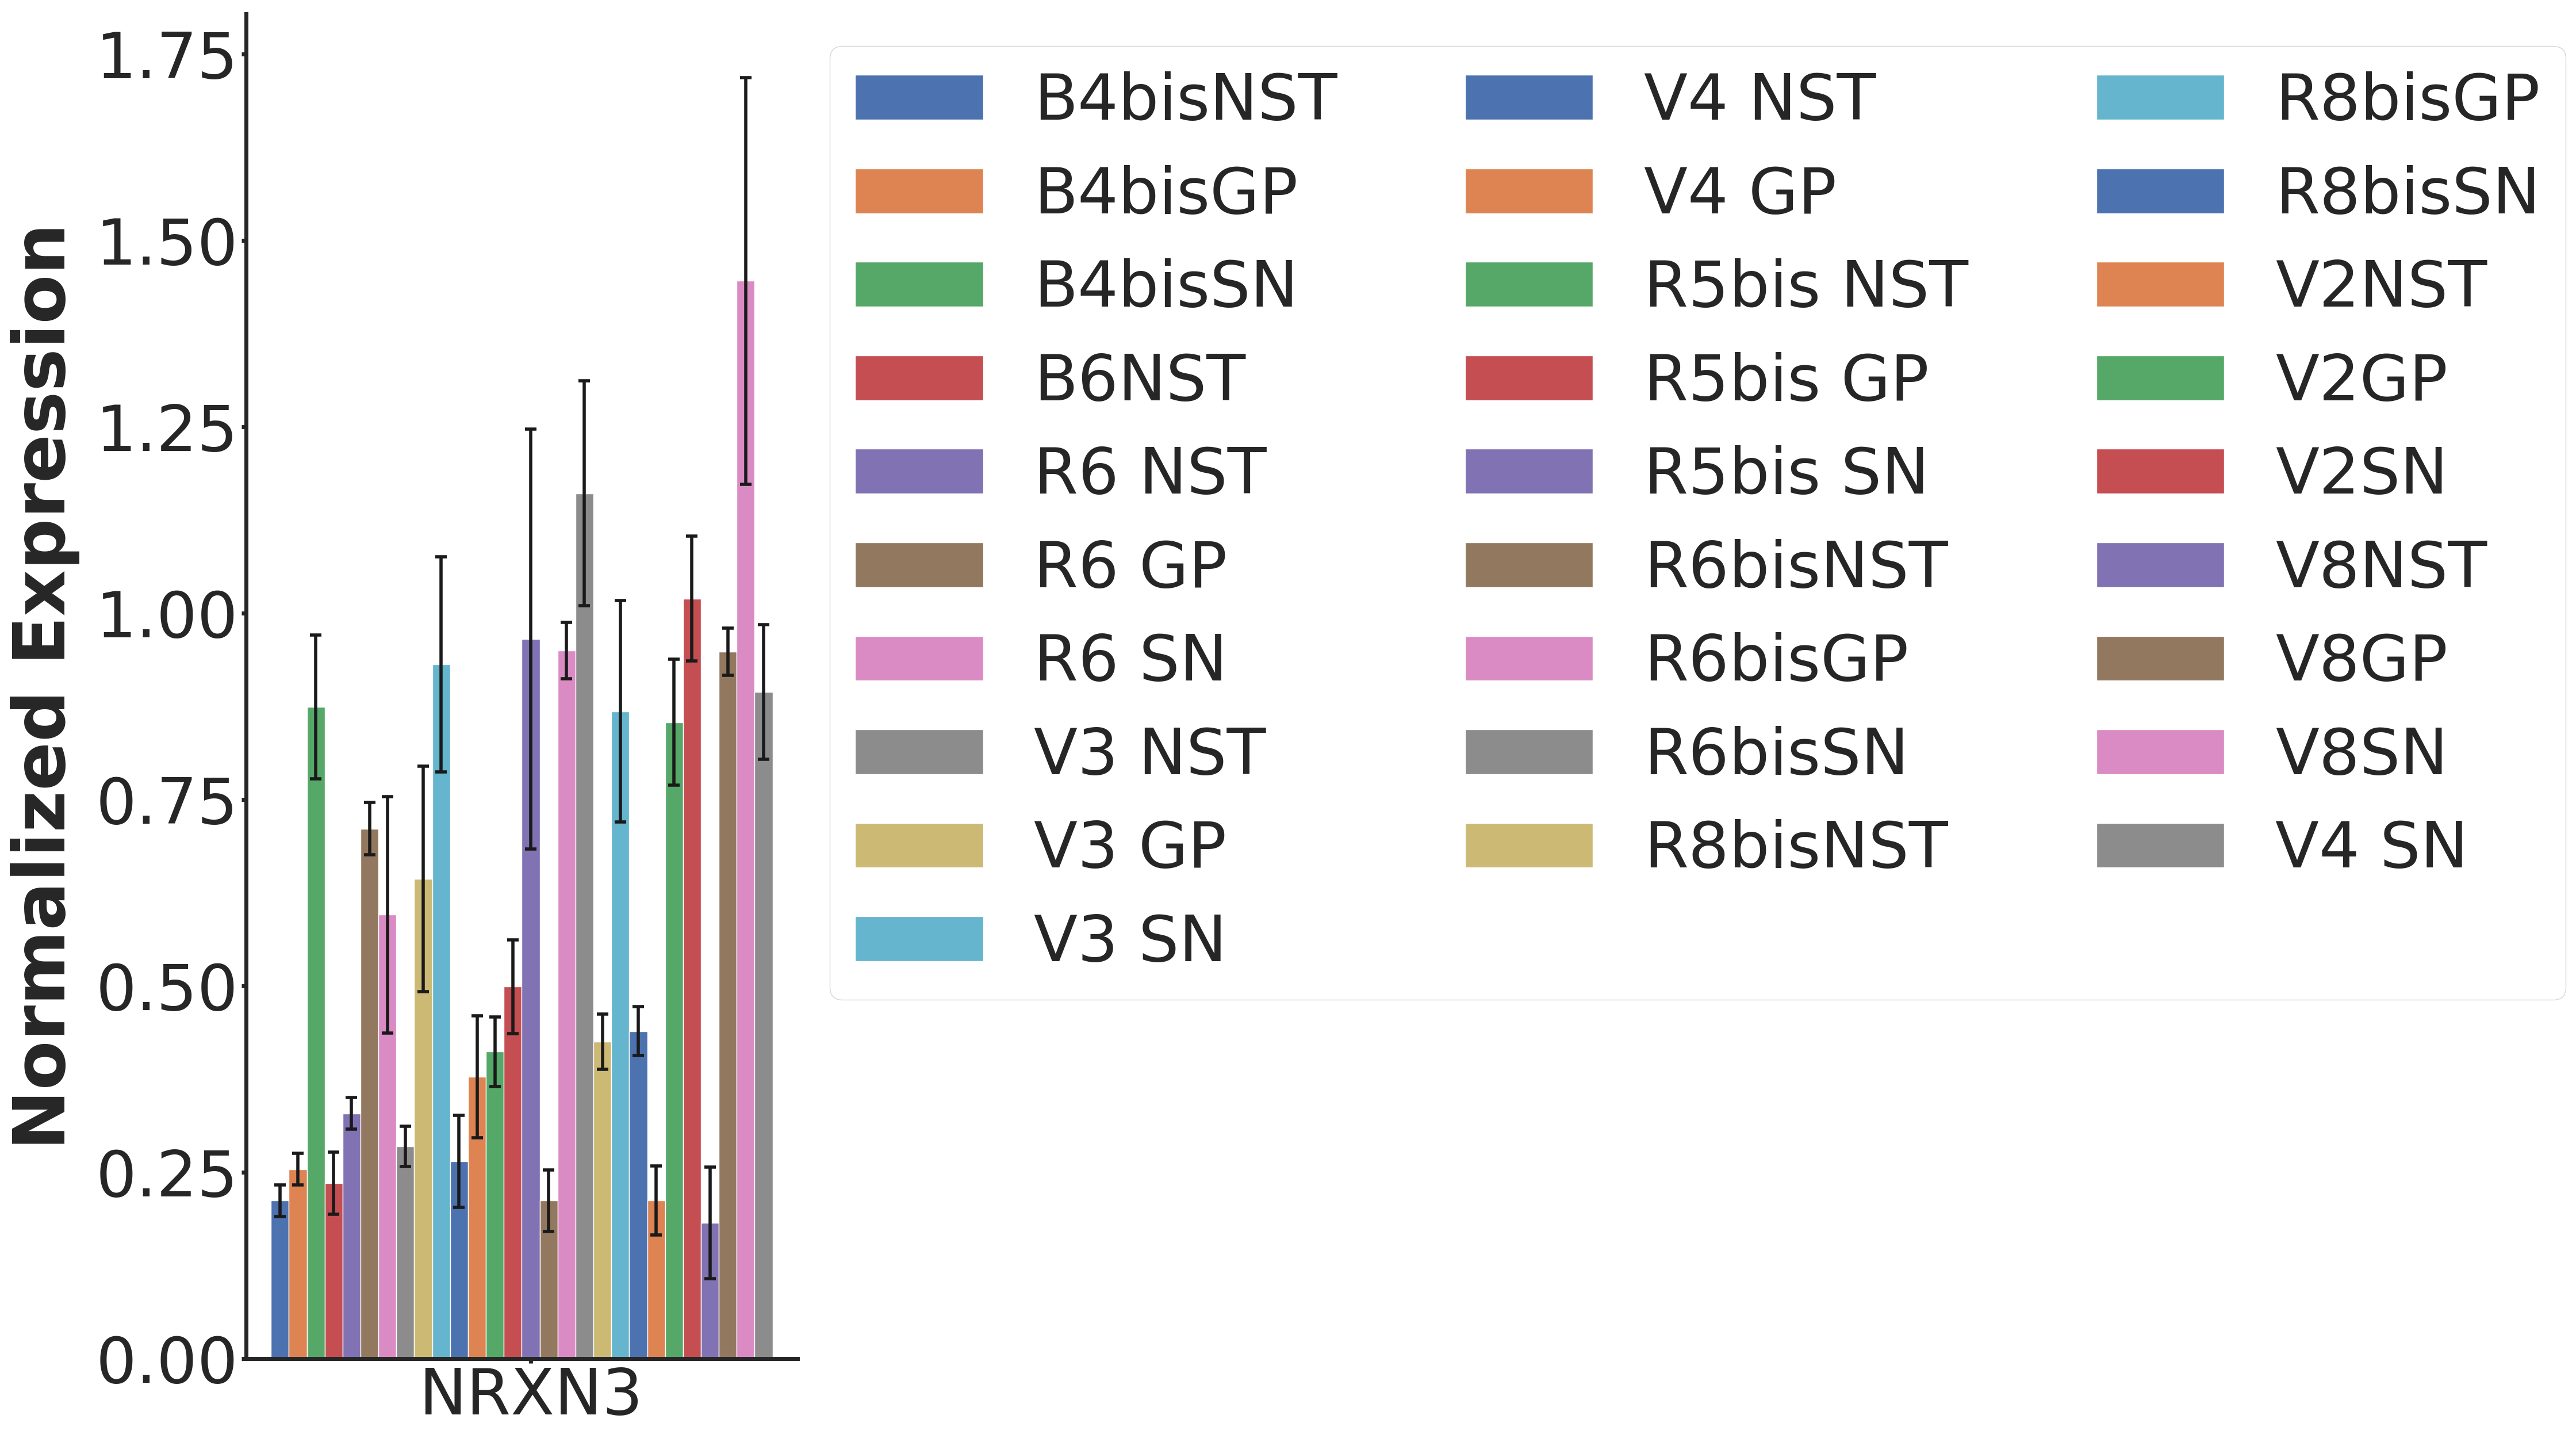 Normalized Expression
1.75
1.50
1.25
1.00
0.75
0.50
0.25
0.00
NRXN3
B4bisNST
B4bisGP
B4bisSN
B6NST
R6 NST
R6 GP
R6 SN
V3 NST
V3 GP
V3 SN
V4 NST
V4 GP
R5bis NST
R5bis GP
R5bis SN
R6bisNST
R6bisGP
R6bisSN
R8bisNST
R8bisGP
R8bisSN
V2NST
V2GP
V2SN
V8NST
V8GP
V8SN
V4 SN